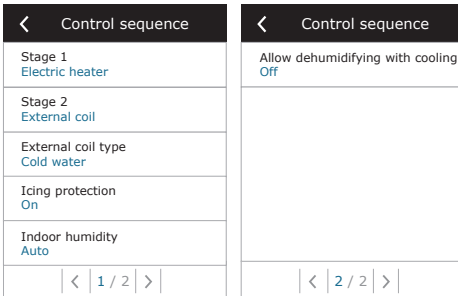 Control sequence
Stage 1
Electric heater
Stage 2
External coil
External coil type
Cold water
Icing protection
On
Indoor humidity
Auto
1 / 2
Control sequence
Allow dehumidifying with cooling
Off
2 / 2